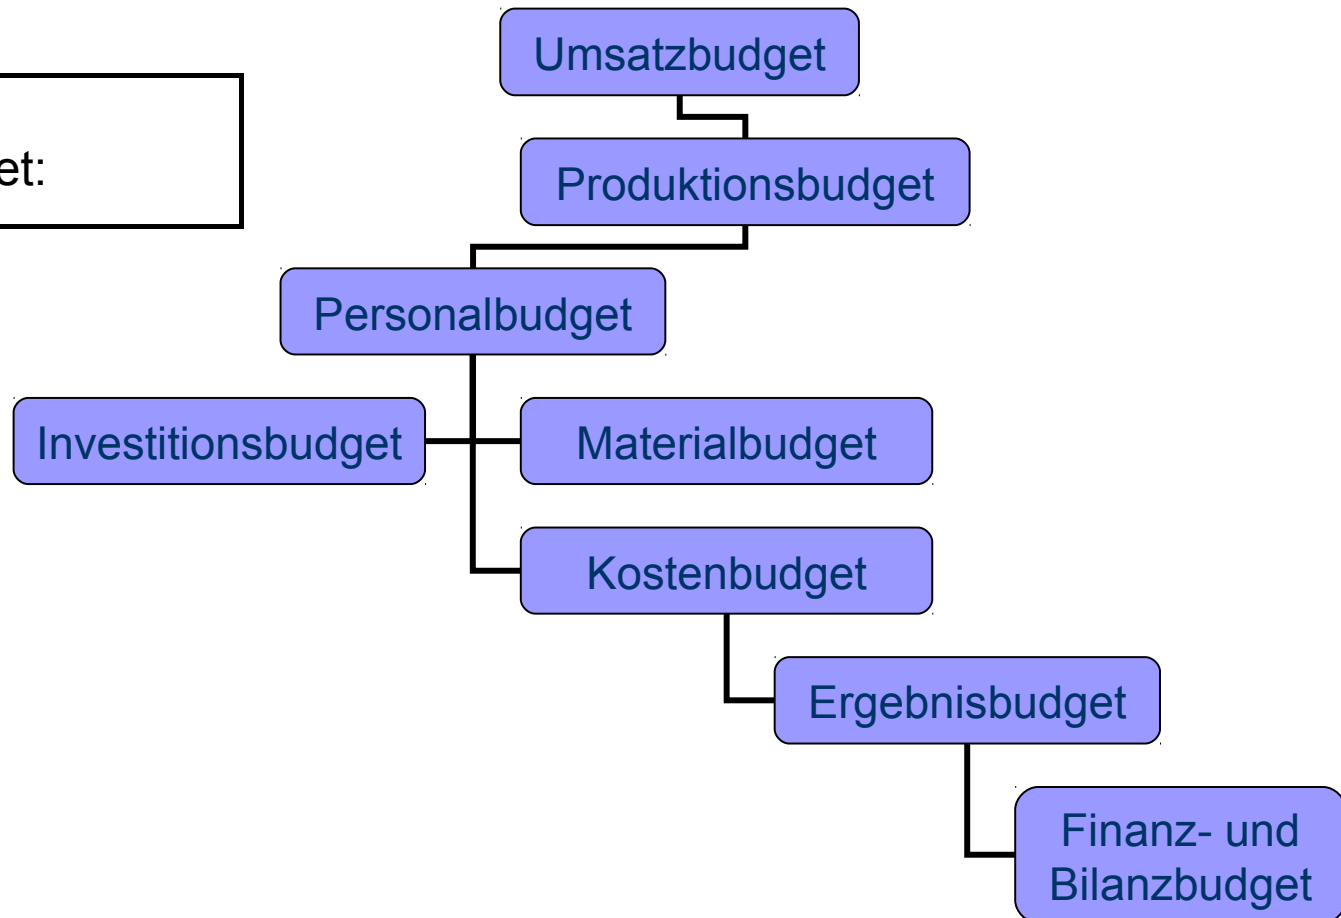 Umsatzbudget
et:
Produktionsbudget
Personalbudget
Investitionsbudget
Materialbudget
Kostenbudget
Ergebnisbudget
Finanz- und
Bilanzbudget